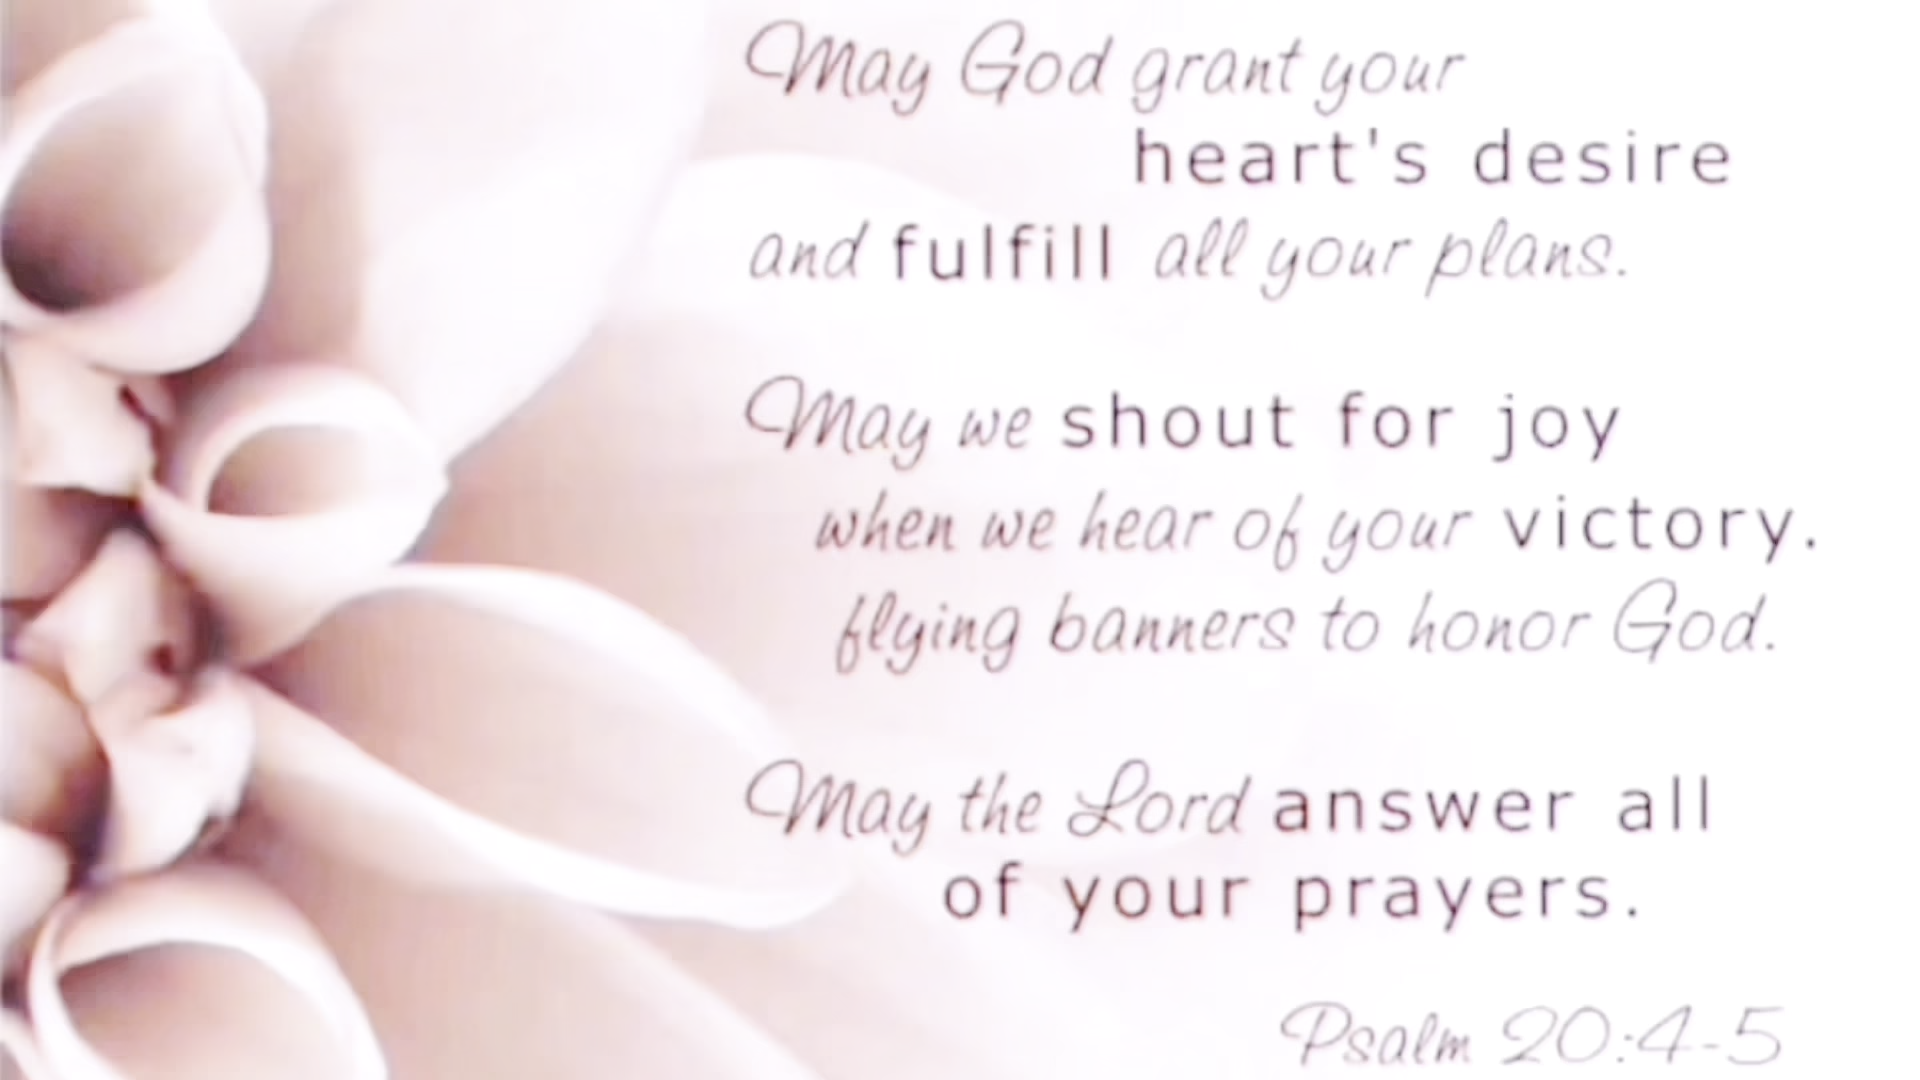 May God grant your
heart's desire
and fulfill all your plans.
May we shout for joy
when we hear of your victory.
flying banners to honor God.
May the Lord answer all
of your prayers.
Psalm 20:4-5